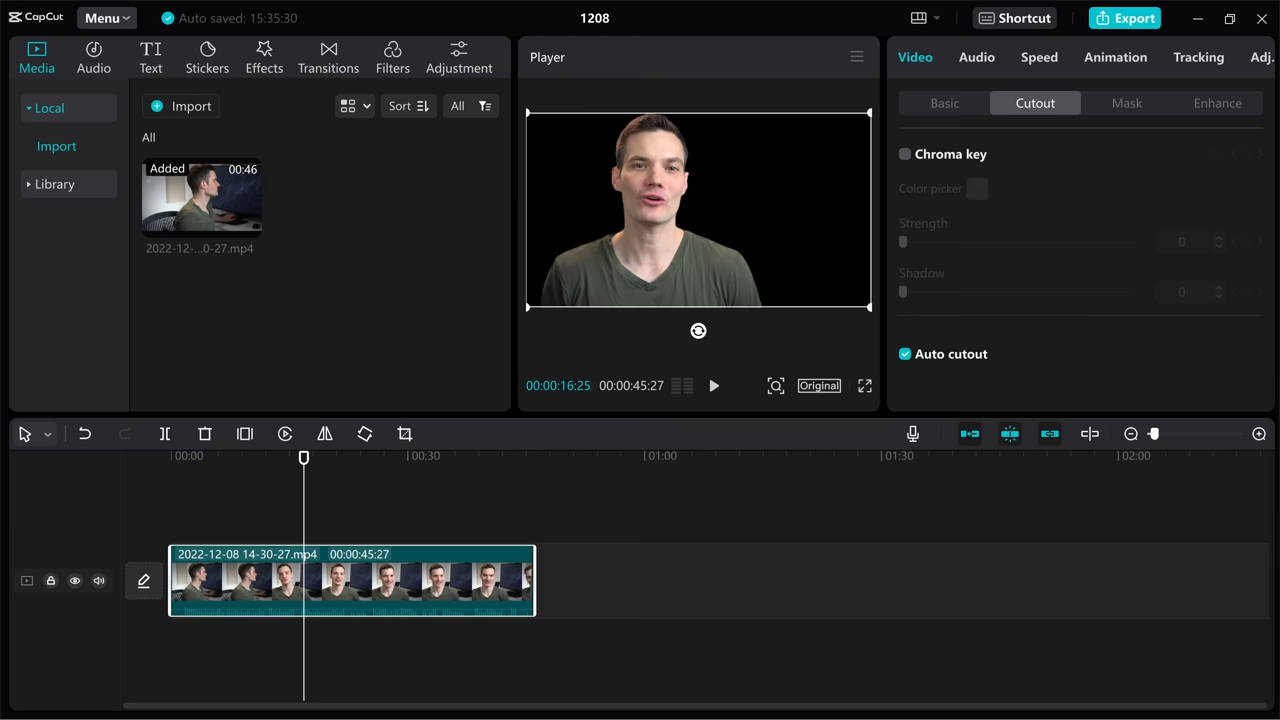 CapCut
Menu
Auto saved: 15:35:30
1208
Shortcut
Export
Media
Audio
Text
Stickers
Effects
Transitions
Filters
Adjustment
Local
Import
Library
Import
Sort
All
All
Added
00:46
2022-12-...0-27.mp4
Player
00:00:16:25
00:00:45:27
Original
Video
Audio
Speed
Animation
Tracking
Adj.
Basic
Cutout
Mask
Enhance
Chroma key
Color picker
Strength
0
Shadow
0
Auto cutout
00:00
00:30
01:00
01:30
02:00
2022-12-08 14-30-27.mp4
00:00:45:27